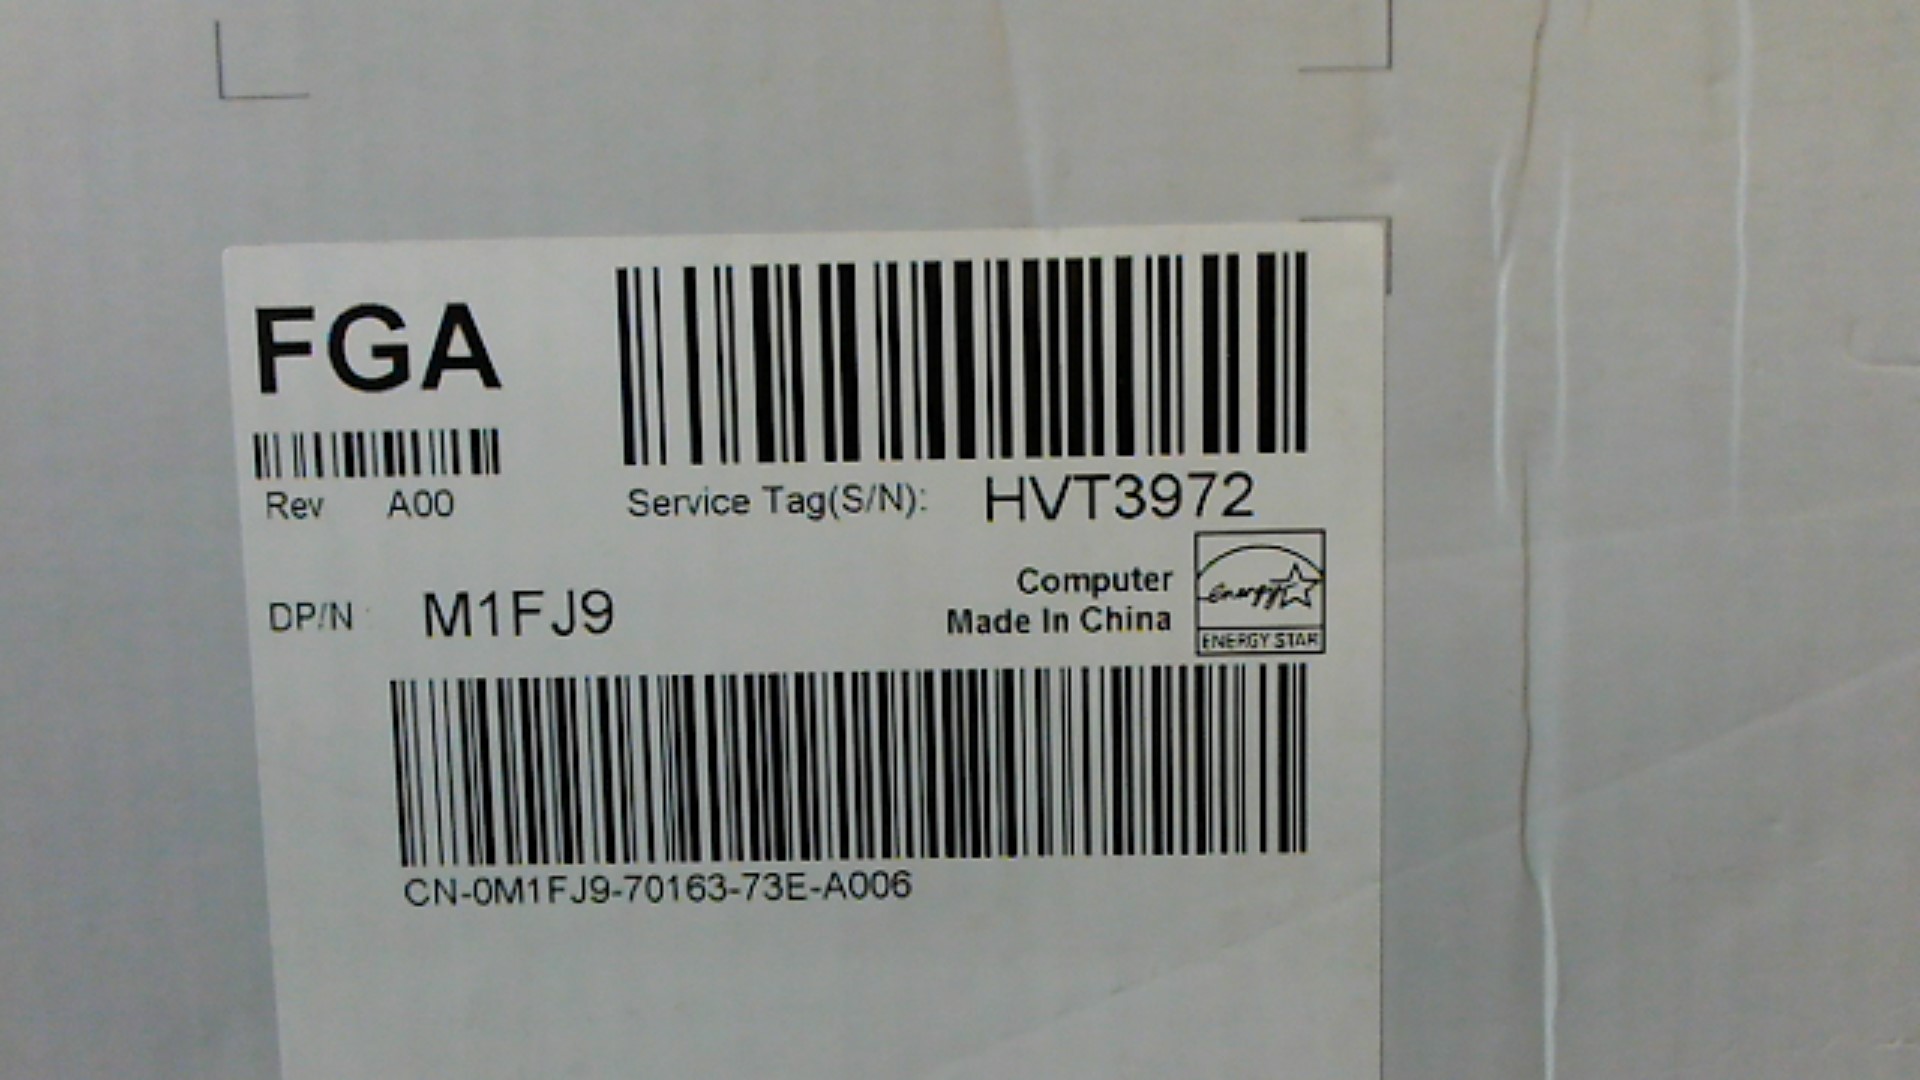 FGA
Rev A00
Service Tag(S/N): HVT3972
DP/N M1FJ9
Computer
Made In China
energy
ENERGY STAR
CN-0M1FJ9-70163-73E-A006